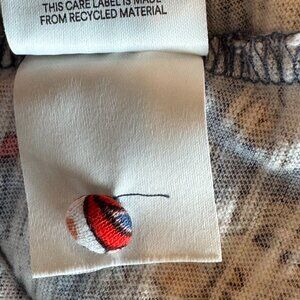 THIS CARE LABEL IS MADE
FROM RECYCLED MATERIAL